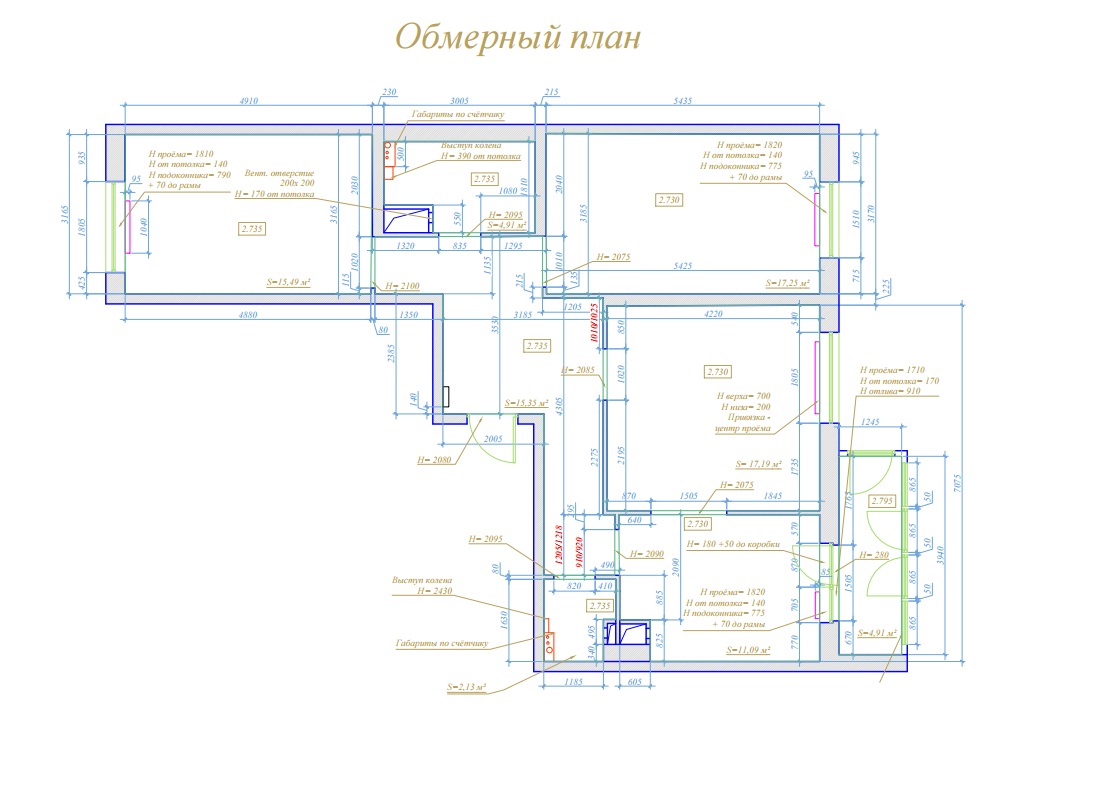 Обмерный план
230
215
4910
3005
5435
Габариты по счётчику
935
3165
1805
425
H проёма= 1810
H от потолка= 140
H подоконника= 790
+ 70 до рамы
95
1040
Вент. отверстие
200х 200
H= 170 от потолка
2.735
S=15,49 м²
3165
2030
1020
115
H= 2100
500
Выступ колена
H= 390 от потолка
2.735
1080
1810
550
H= 2095
S=4,91 м²
1320
835
1295
1135
2040
3185
1010
135
215
H= 2075
2.730
5425
S=17,25 м²
H проёма= 1820
H от потолка= 140
H подоконника= 775
+ 70 до рамы
95
945
1510
3170
715
225
4880
80
1350
3185
1205
4220
3530
2385
140
2.735
S=15,35 м²
2005
H= 2080
4305
H= 2085
1010/1025
850
1020
2195
2275
2.730
540
1805
1735
H верха= 700
H низа= 200
Привязка -
центр проёма
S= 17,19 м²
H= 2075
870
1505
1845
H проёма= 1710
H от потолка= 170
H отлива= 910
1245
2.795
1765
865
50
865
50
865
50
865
3940
7075
295
640
2.730
570
H= 180 +50 до коробки
820
85
705
770
1505
670
H= 280
S=4,91 м²
H= 2095
1205/1218
910/920
490
H= 2090
2090
80
820
410
885
825
2.735
1630
495
340
Выступ колена
H= 2430
Габариты по счётчику
S=2,13 м²
1185
605
H проёма= 1820
H от потолка= 140
H подоконника= 775
+ 70 до рамы
S=11,09 м²